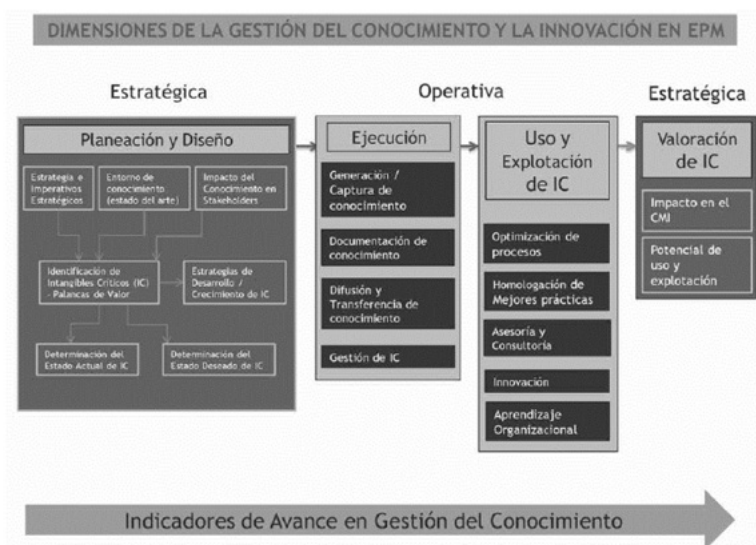 DIMENSIONES DE LA GESTIÓN DEL CONOCIMIENTO Y LA INNOVACIÓN EN EPM
Estratégica
Operativa
Estratégica
Planeación y Diseño
Estrategia e
Imperativos
Estratégicos
Entorno de
conocimiento
(estado del arte)
Impacto del
Conocimiento en
Stakeholders
Identificación de
Intangibles Críticos (IC)
- Palancas de Valor
Estrategias de
Desarrollo /
Crecimiento de IC
Determinación del
Estado Actual de IC
Determinación del
Estado Deseado de IC
Ejecución
Generación /
Captura de
conocimiento
Documentación de
conocimiento
Difusión y
Transferencia de
conocimiento
Gestión de IC
Uso y
Explotación
de IC
Optimización de
procesos
Homologación de
Mejores prácticas
Asesoría y
Consultoría
Innovación
Aprendizaje
Organizacional
Valoración
de IC
Impacto en el
CMI
Potencial de
uso y
explotación
Indicadores de Avance en Gestión del Conocimiento